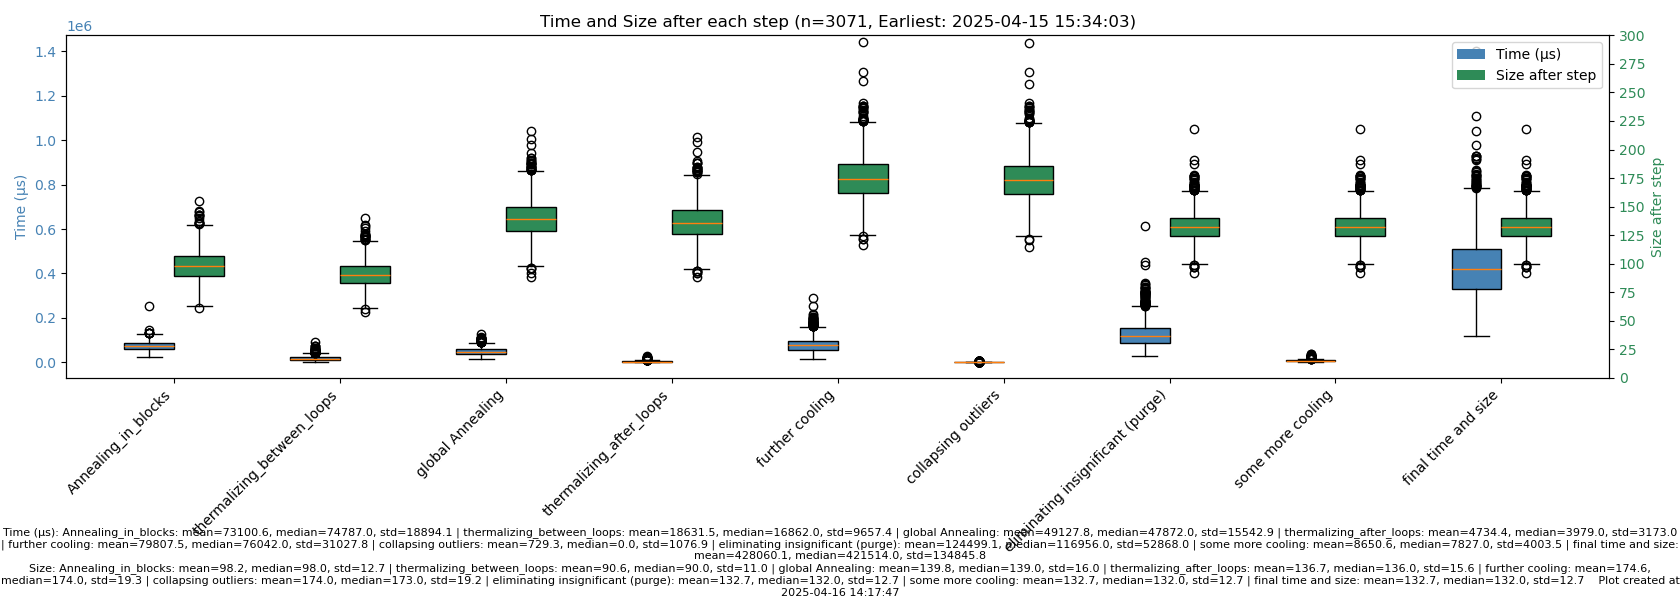 Time and Size after each step (n=3071, Earliest: 2025-04-15 15:34:03)
1e6
1.4
1.2
1.0
0.8
0.6
0.4
0.2
0.0
Time (µs)
Time (µs)
Size after step
300
275
250
225
200
175
150
125
100
75
50
25
0
Size after step
Annealing_in_blocks
thermalizing_between_loops
global Annealing
thermalizing_after_loops
further cooling
collapsing outliers
eliminating insignificant (purge)
some more cooling
final time and size
Time (µs): Annealing_in_blocks: mean=73100.6, median=74787.0, std=18894.1 | thermalizing_between_loops: mean=18631.5, median=16862.0, std=9657.4 | global Annealing: mean=49127.8, median=47872.0, std=15542.9 | thermalizing_after_loops: mean=4734.4, median=3979.0, std=3173.0
| further cooling: mean=79807.5, median=76042.0, std=31027.8 | collapsing outliers: mean=729.3, median=0.0, std=1076.9 | eliminating insignificant (purge): mean=124499.1, median=116956.0, std=52868.0 | some more cooling: mean=8650.6, median=7827.0, std=4003.5 | final time and size:
mean=428060.1, median=421514.0, std=134845.8
Size: Annealing_in_blocks: mean=98.2, median=98.0, std=12.7 | thermalizing_between_loops: mean=90.6, median=90.0, std=11.0 | global Annealing: mean=139.8, median=139.0, std=16.0 | thermalizing_after_loops: mean=136.7, median=136.0, std=15.6 | further cooling: mean=174.6,
median=174.0, std=19.3 | collapsing outliers: mean=174.0, median=173.0, std=19.2 | eliminating insignificant (purge): mean=132.7, median=132.0, std=12.7 | some more cooling: mean=132.7, median=132.0, std=12.7 | final time and size: mean=132.7, median=132.0, std=12.7    Plot created at
2025-04-16 14:17:47